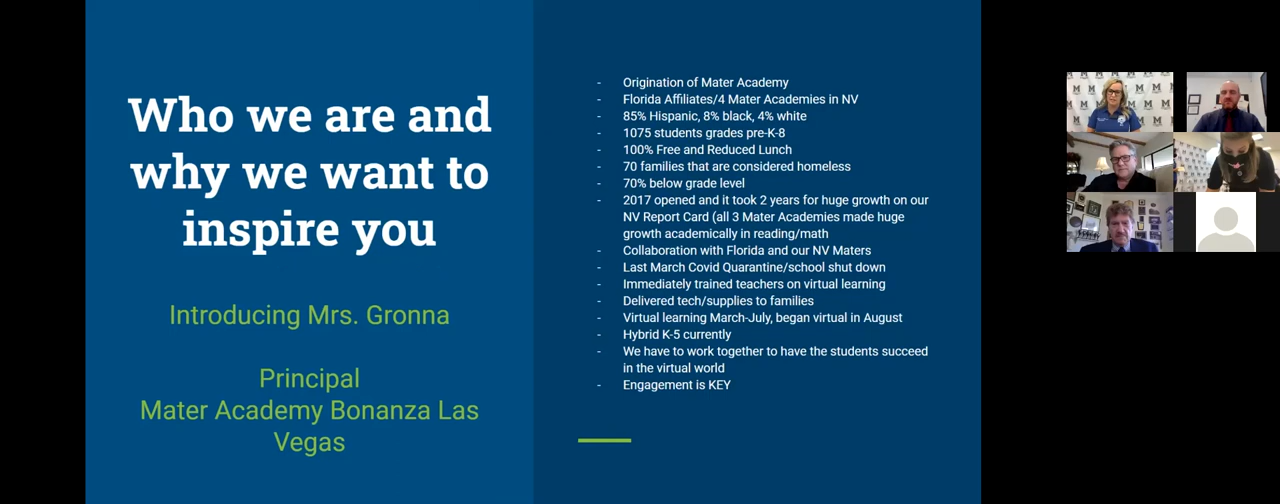 Who we are and
why we want to
inspire you
Introducing Mrs. Gronna
Principal
Mater Academy Bonanza Las
Vegas
- Origination of Mater Academy
- Florida Affiliates/4 Mater Academies in NV
- 85% Hispanic, 8% black, 4% white
- 1075 students grades pre-K-8
- 100% Free and Reduced Lunch
- 70 families that are considered homeless
- 70% below grade level
- 2017 opened and it took 2 years for huge growth on our
NV Report Card (all 3 Mater Academies made huge
growth academically in reading/math
- Collaboration with Florida and our NV Maters
- Last March Covid Quarantine/school shut down
- Immediately trained teachers on virtual learning
- Delivered tech/supplies to families
- Virtual learning March-July, began virtual in August
- Hybrid K-5 currently
- We have to work together to have the students succeed
in the virtual world
- Engagement is KEY